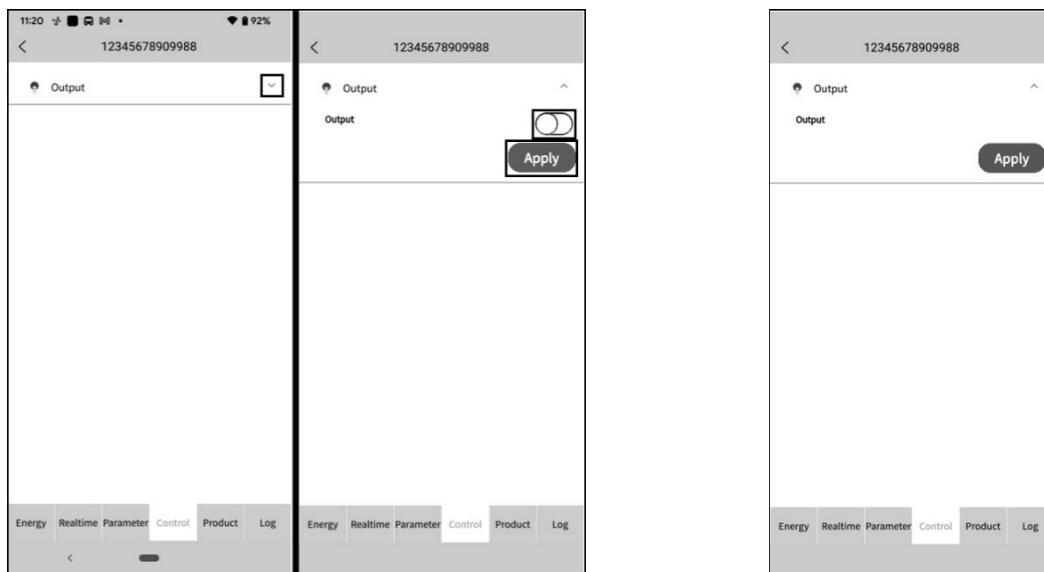 11:20
92%
12345678909988
Output
Energy Realtime Parameter Control Product Log
12345678909988
Output
Output
Apply
Energy Realtime Parameter Control Product Log
12345678909988
Output
Output
Apply
Energy Realtime Parameter Control Product Log